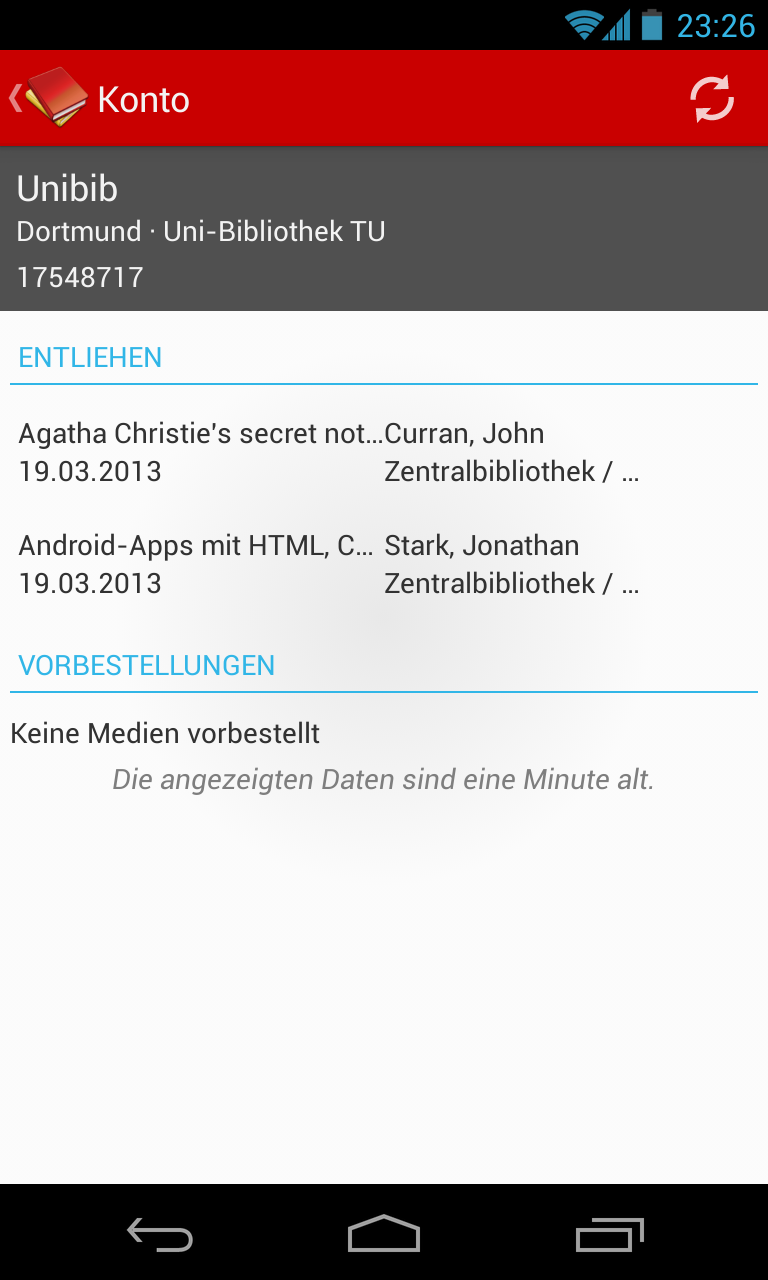 23:26
Konto
Unibib
Dortmund · Uni-Bibliothek TU
17548717
ENTLIEHEN
Agatha Christie's secret not... Curran, John
19.03.2013 Zentralbibliothek / ...
Android-Apps mit HTML, C... Stark, Jonathan
19.03.2013 Zentralbibliothek / ...
VORBESTELLUNGEN
Keine Medien vorbestellt
Die angezeigten Daten sind eine Minute alt.